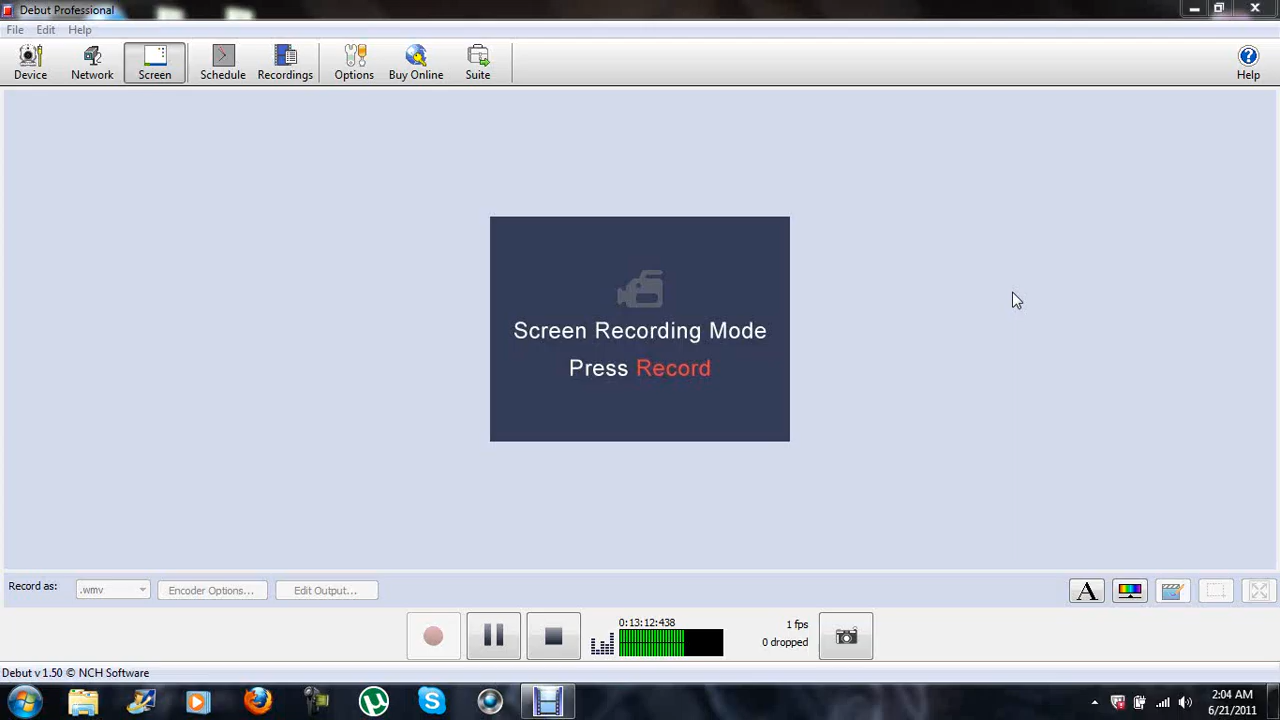 Debut Professional
File Edit Help
Device Network Screen Schedule Recordings Options Buy Online Suite Help
Screen Recording Mode
Press Record
Record as: .wmv Encoder Options... Edit Output... A
0:13:12:438 1 fps
0 dropped
Debut v 1.50 © NCH Software
2:04 AM
6/21/2011